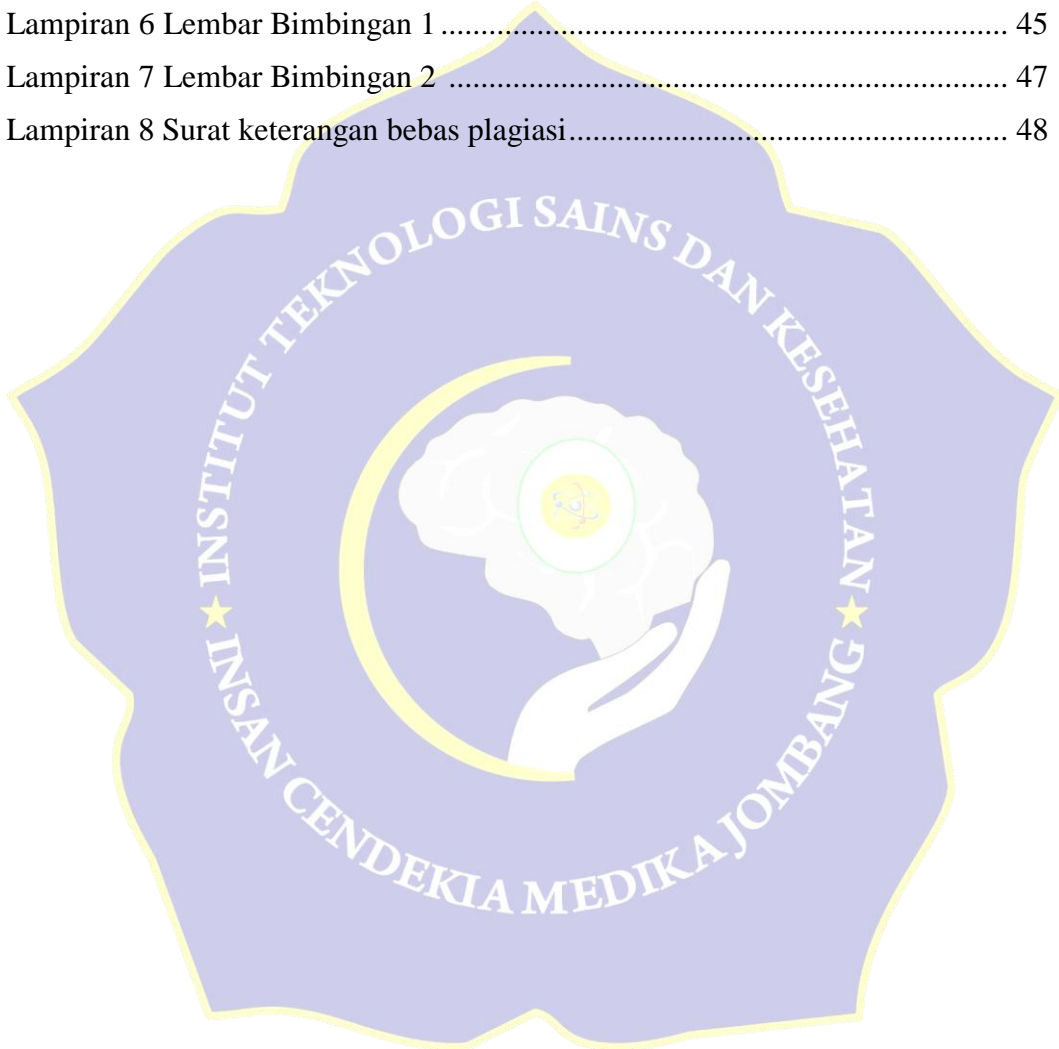 Lampiran 6 Lembar Bimbingan 1 ....................................................................... 45
Lampiran 7 Lembar Bimbingan 2 ...................................................................... 47
Lampiran 8 Surat keterangan bebas plagiasi....................................................... 48
INSTITUT TEKNOLOGI SAINS DAN KESEHATAN
INSAN CENDEKIA MEDIKA JOMBANG